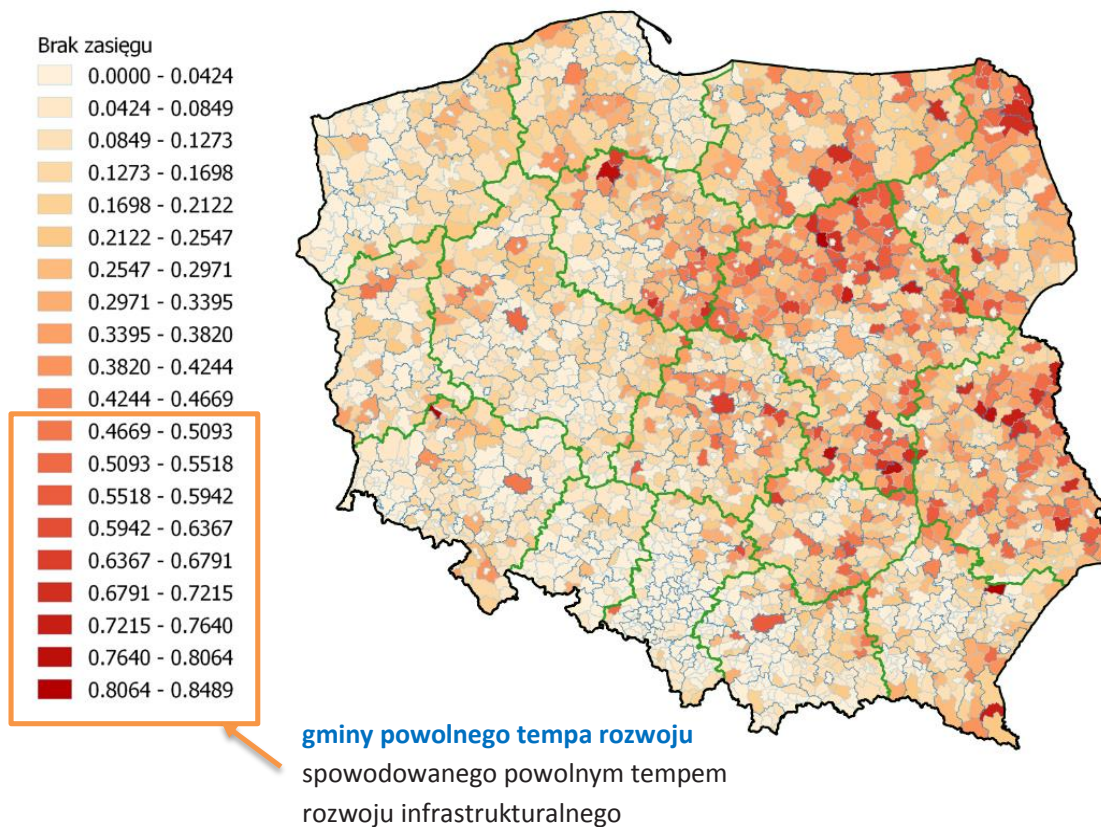 Brak zasięgu
0.0000 - 0.0424
0.0424 - 0.0849
0.0849 - 0.1273
0.1273 - 0.1698
0.1698 - 0.2122
0.2122 - 0.2547
0.2547 - 0.2971
0.2971 - 0.3395
0.3395 - 0.3820
0.3820 - 0.4244
0.4244 - 0.4669
0.4669 - 0.5093
0.5093 - 0.5518
0.5518 - 0.5942
0.5942 - 0.6367
0.6367 - 0.6791
0.6791 - 0.7215
0.7215 - 0.7640
0.7640 - 0.8064
0.8064 - 0.8489
gminy powolnego tempa rozwoju
spowodowanego powolnym tempem
rozwoju infrastrukturalnego